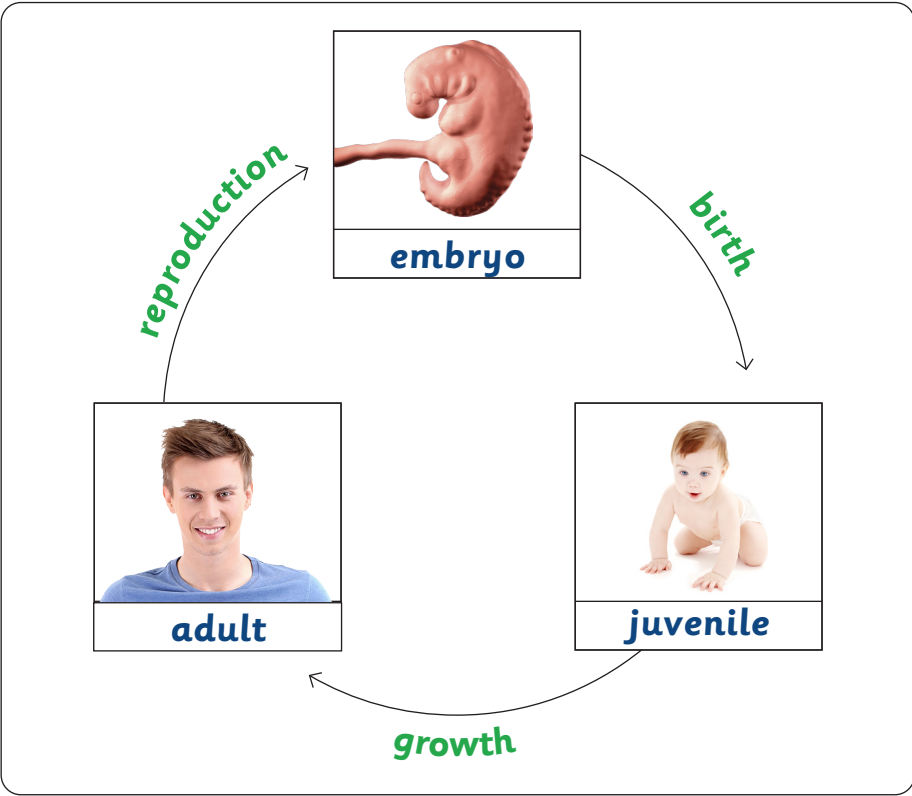 reproduction
birth
embryo
adult
juvenile
growth